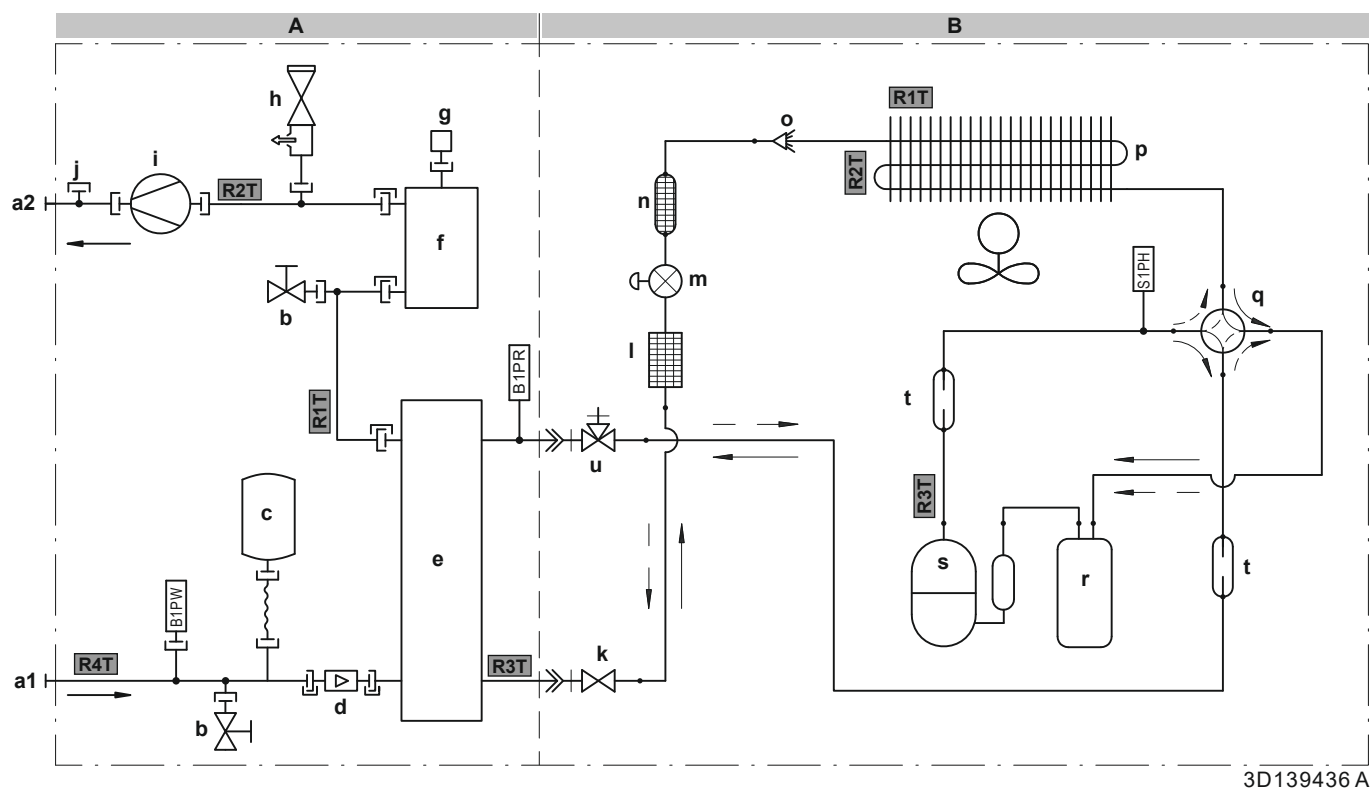 A
B
h
g
o
R1T
j
i
R2T
R2T
p
n
a2
f
m
S1PH
q
b
l
B1PR
t
R1T
u
R3T
c
e
s
r
t
B1PW
R4T
R3T
k
a1
d
b
3D139436 A